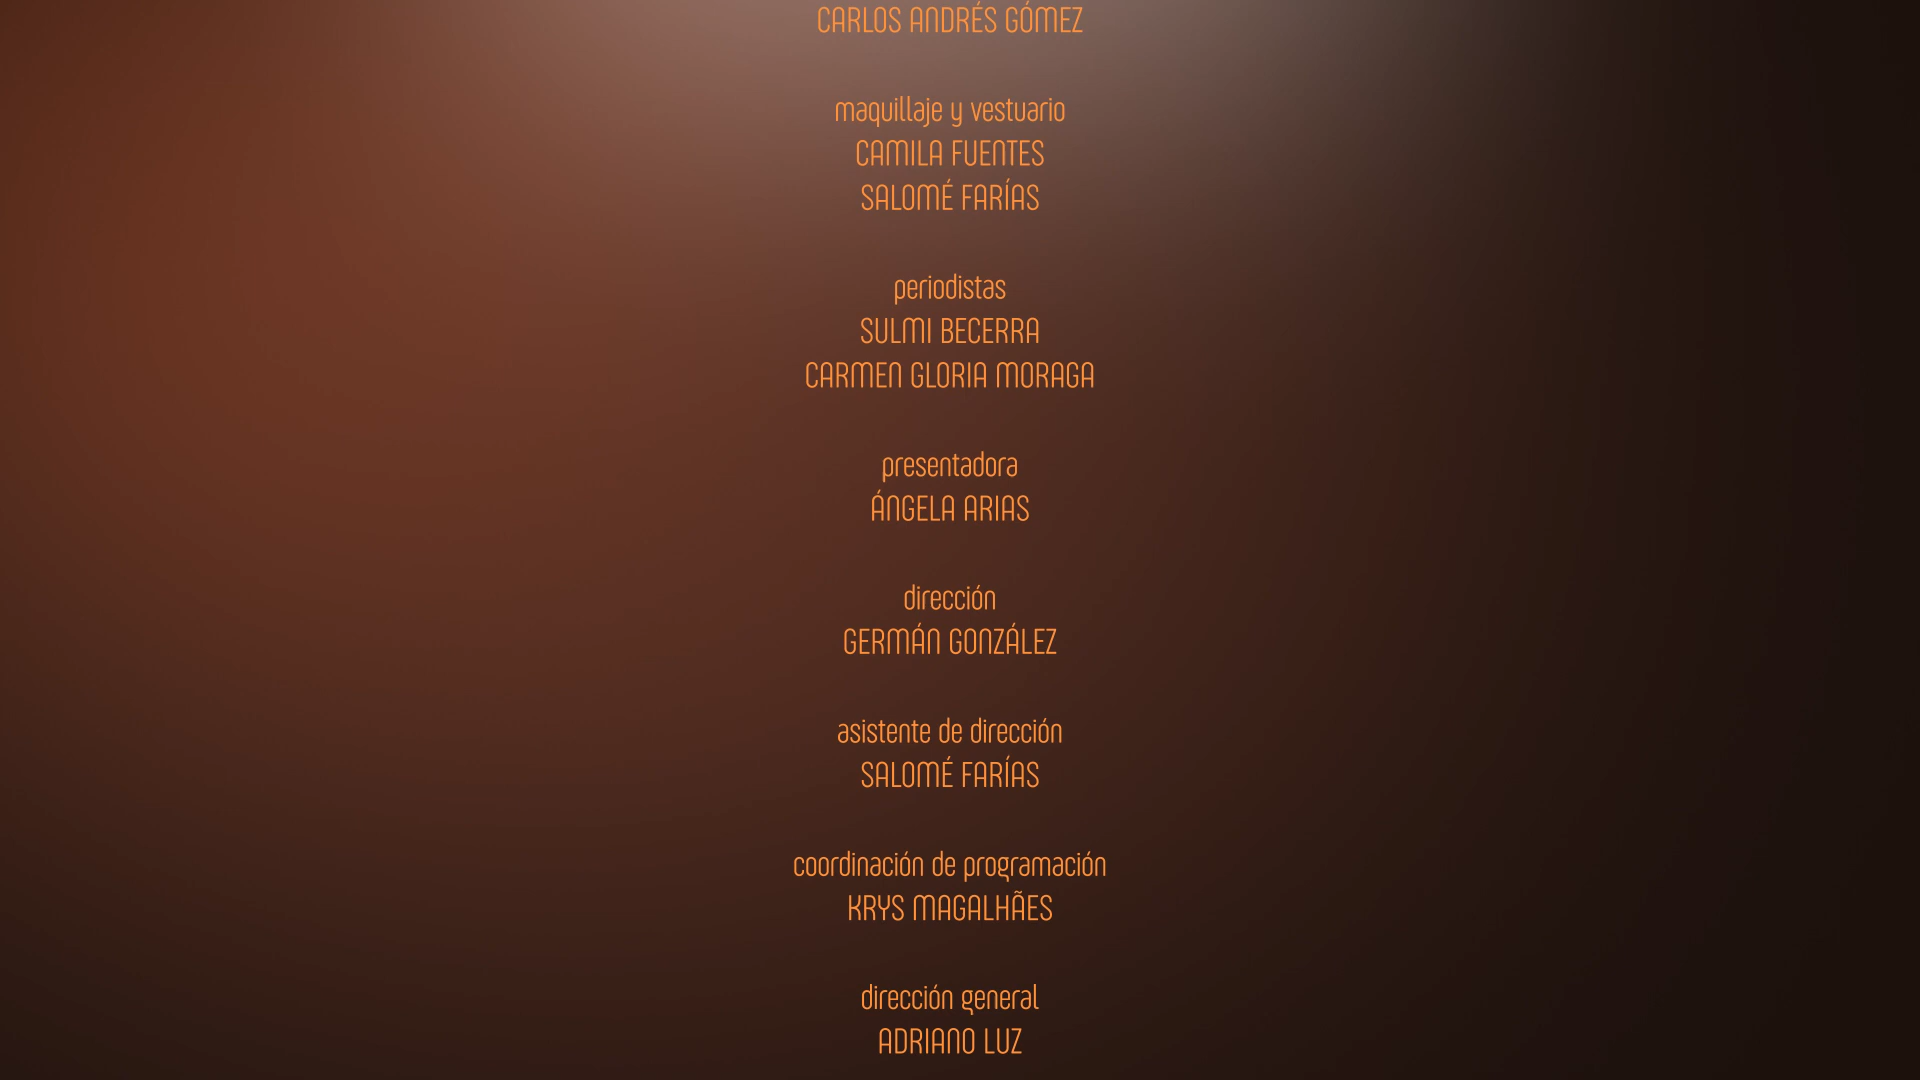 CARLOS ANDRÉS GÓMEZ
maquillaje y vestuario
CAMILA FUENTES
SALOMÉ FARÍAS
periodistas
SULMI BECERRA
CARMEN GLORIA MORAGA
presentadora
ÁNGELA ARIAS
dirección
GERMÁN GONZÁLEZ
asistente de dirección
SALOMÉ FARÍAS
coordinación de programación
KRYS MAGALHÃES
dirección general
ADRIANO LUZ